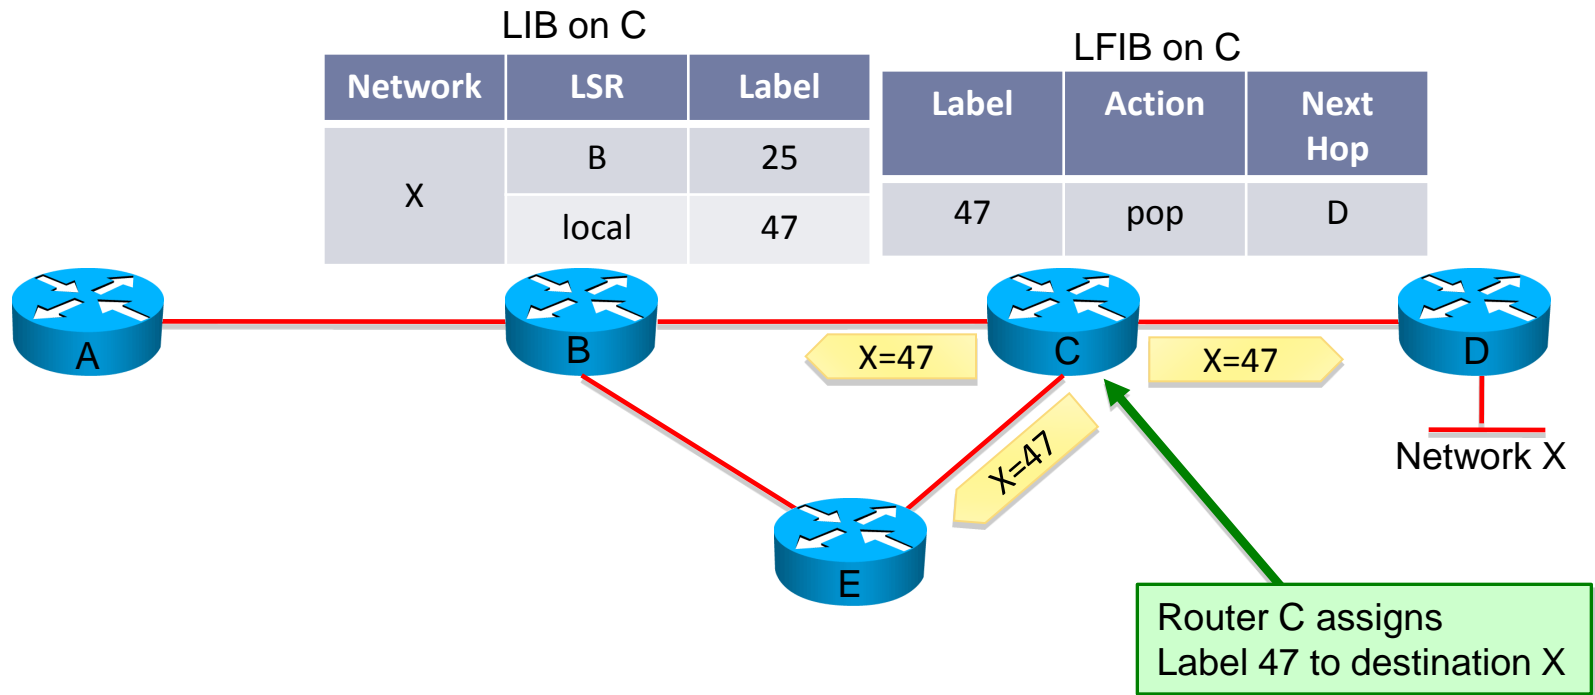 LIB on C
LFIB on C
Network LSR Label
X B 25
local 47
Label Action Next
Hop
47 pop D
A
B
C
D
X=47
X=47
X=47
Network X
E
Router C assigns
Label 47 to destination X